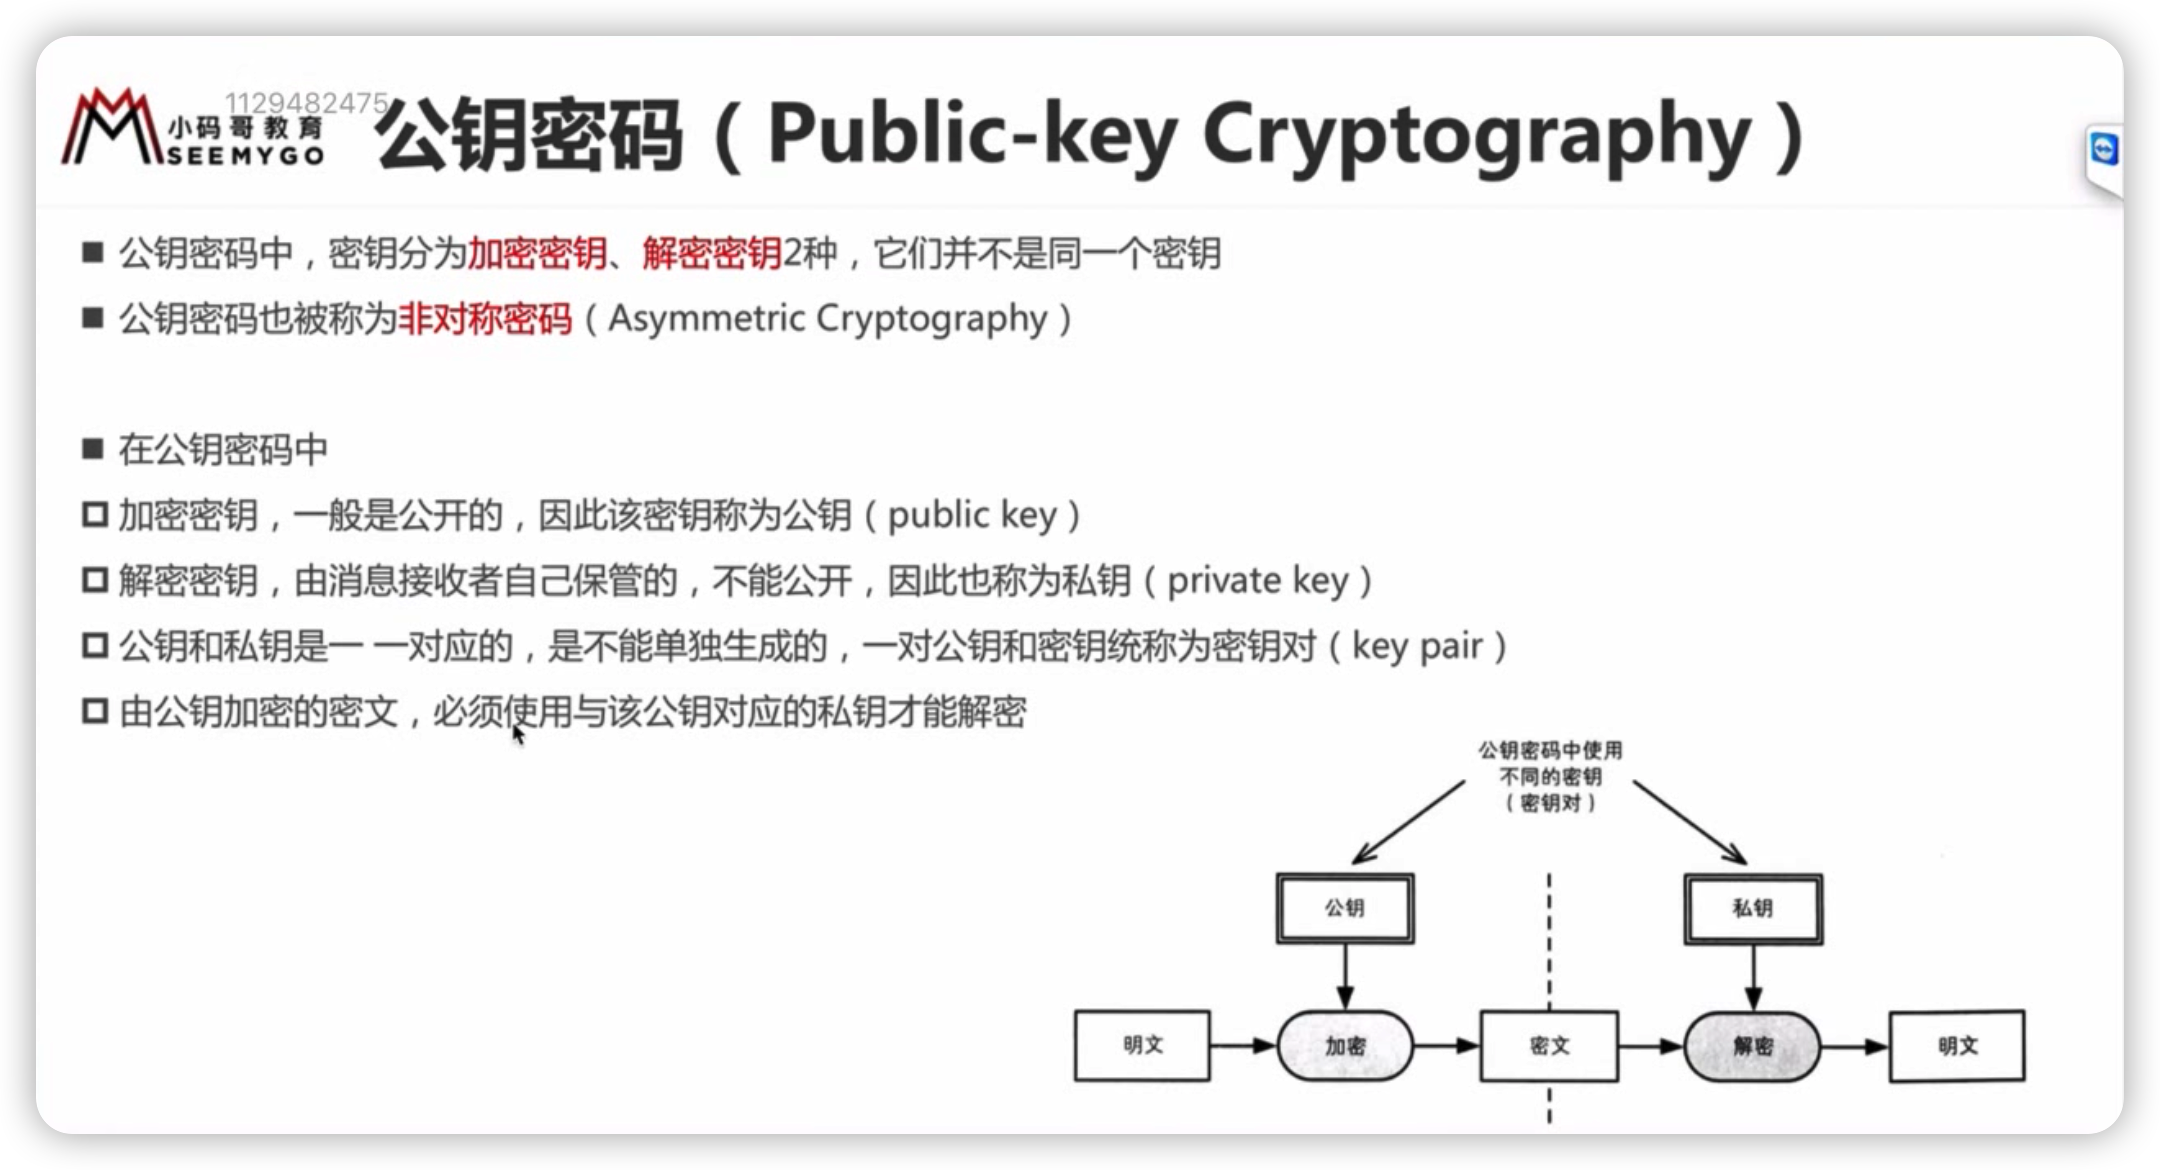 1129482475
小码哥教育
SEEMYGO
公钥密码（Public-key Cryptography）
公钥密码中，密钥分为加密密钥、解密密钥2种，它们并不是同一个密钥
公钥密码也被称为非对称密码（Asymmetric Cryptography）
在公钥密码中
加密密钥，一般是公开的，因此该密钥称为公钥（public key）
解密密钥，由消息接收者自己保管的，不能公开，因此也称为私钥（private key）
公钥和私钥是一 一对应的，是不能单独生成的，一对公钥和密钥统称为密钥对（key pair）
由公钥加密的密文，必须使用与该公钥对应的私钥才能解密
公钥密码中使用
不同的密钥
（密钥对）
公钥
私钥
明文
加密
密文
解密
明文